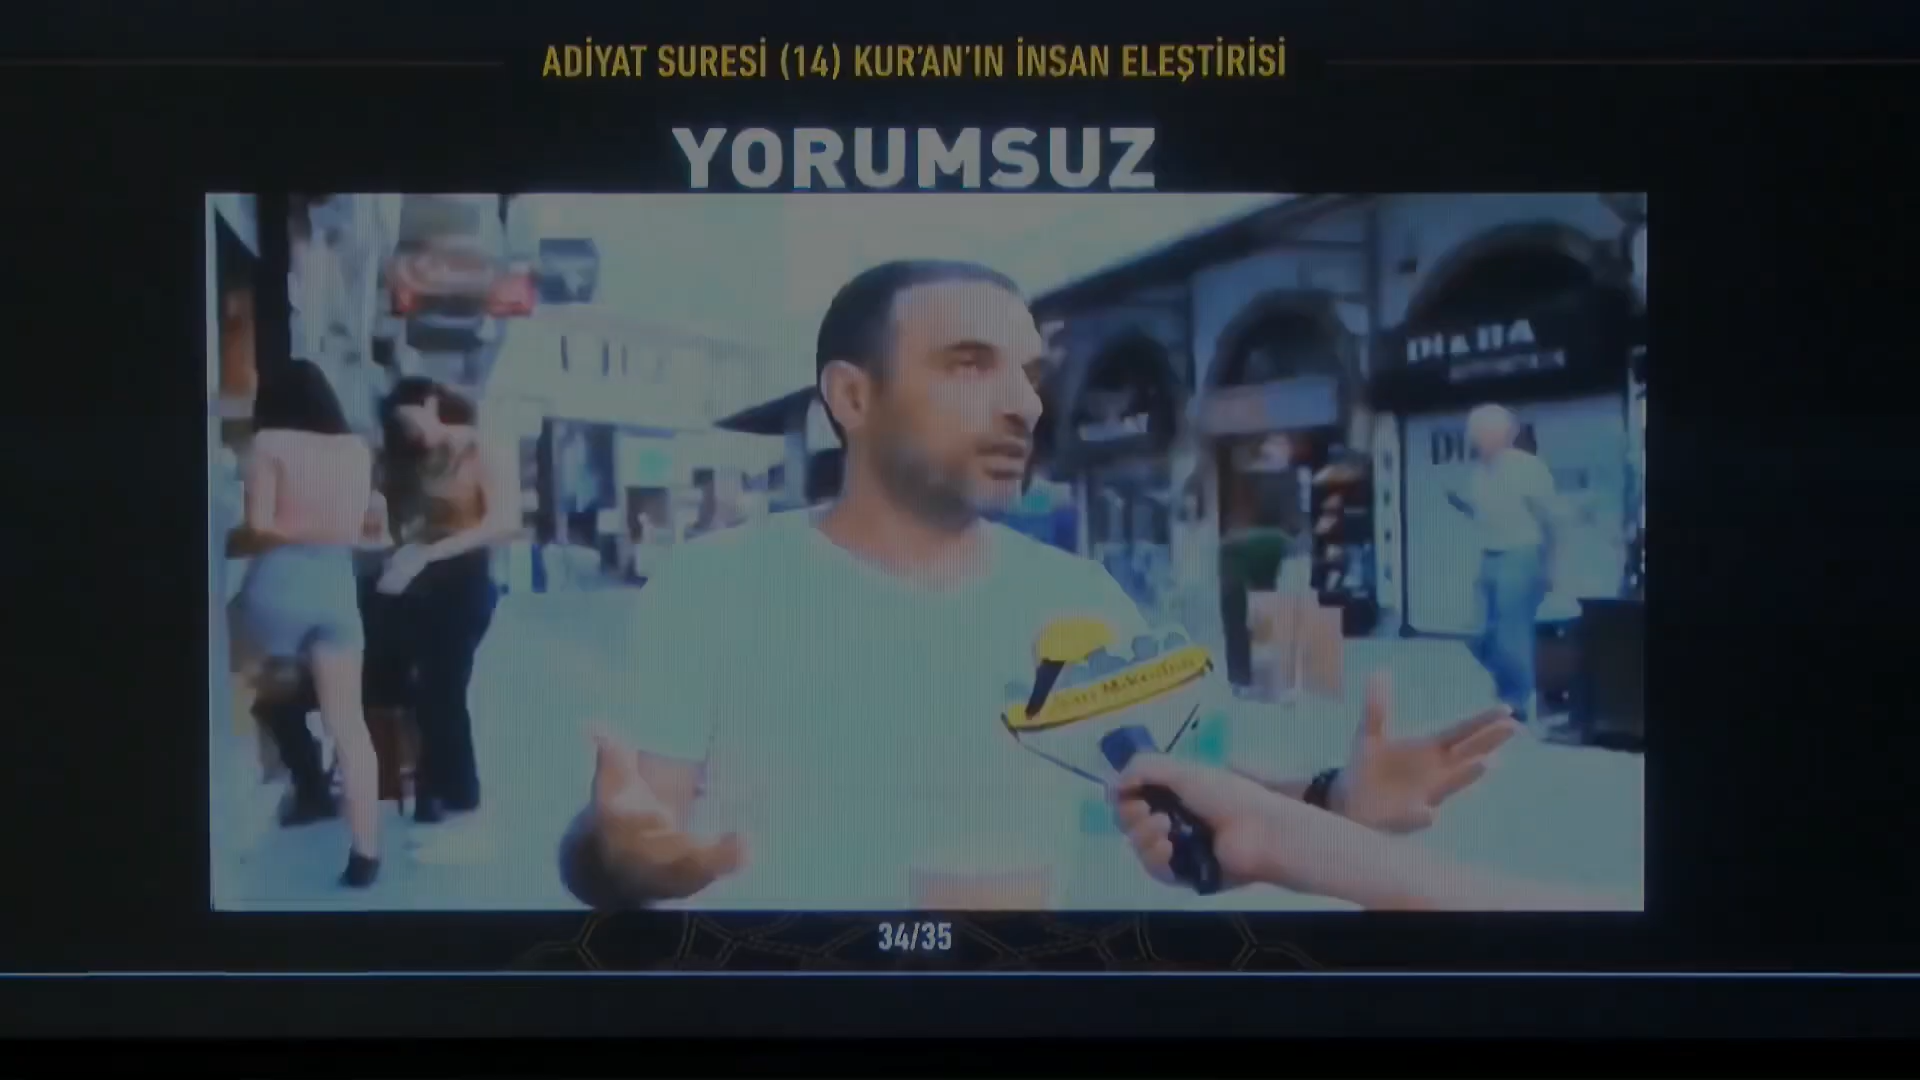 ADİYAT SURESİ (14) KUR'AN'IN İNSAN ELEŞTİRİSİ
YORUMSUZ
34/35